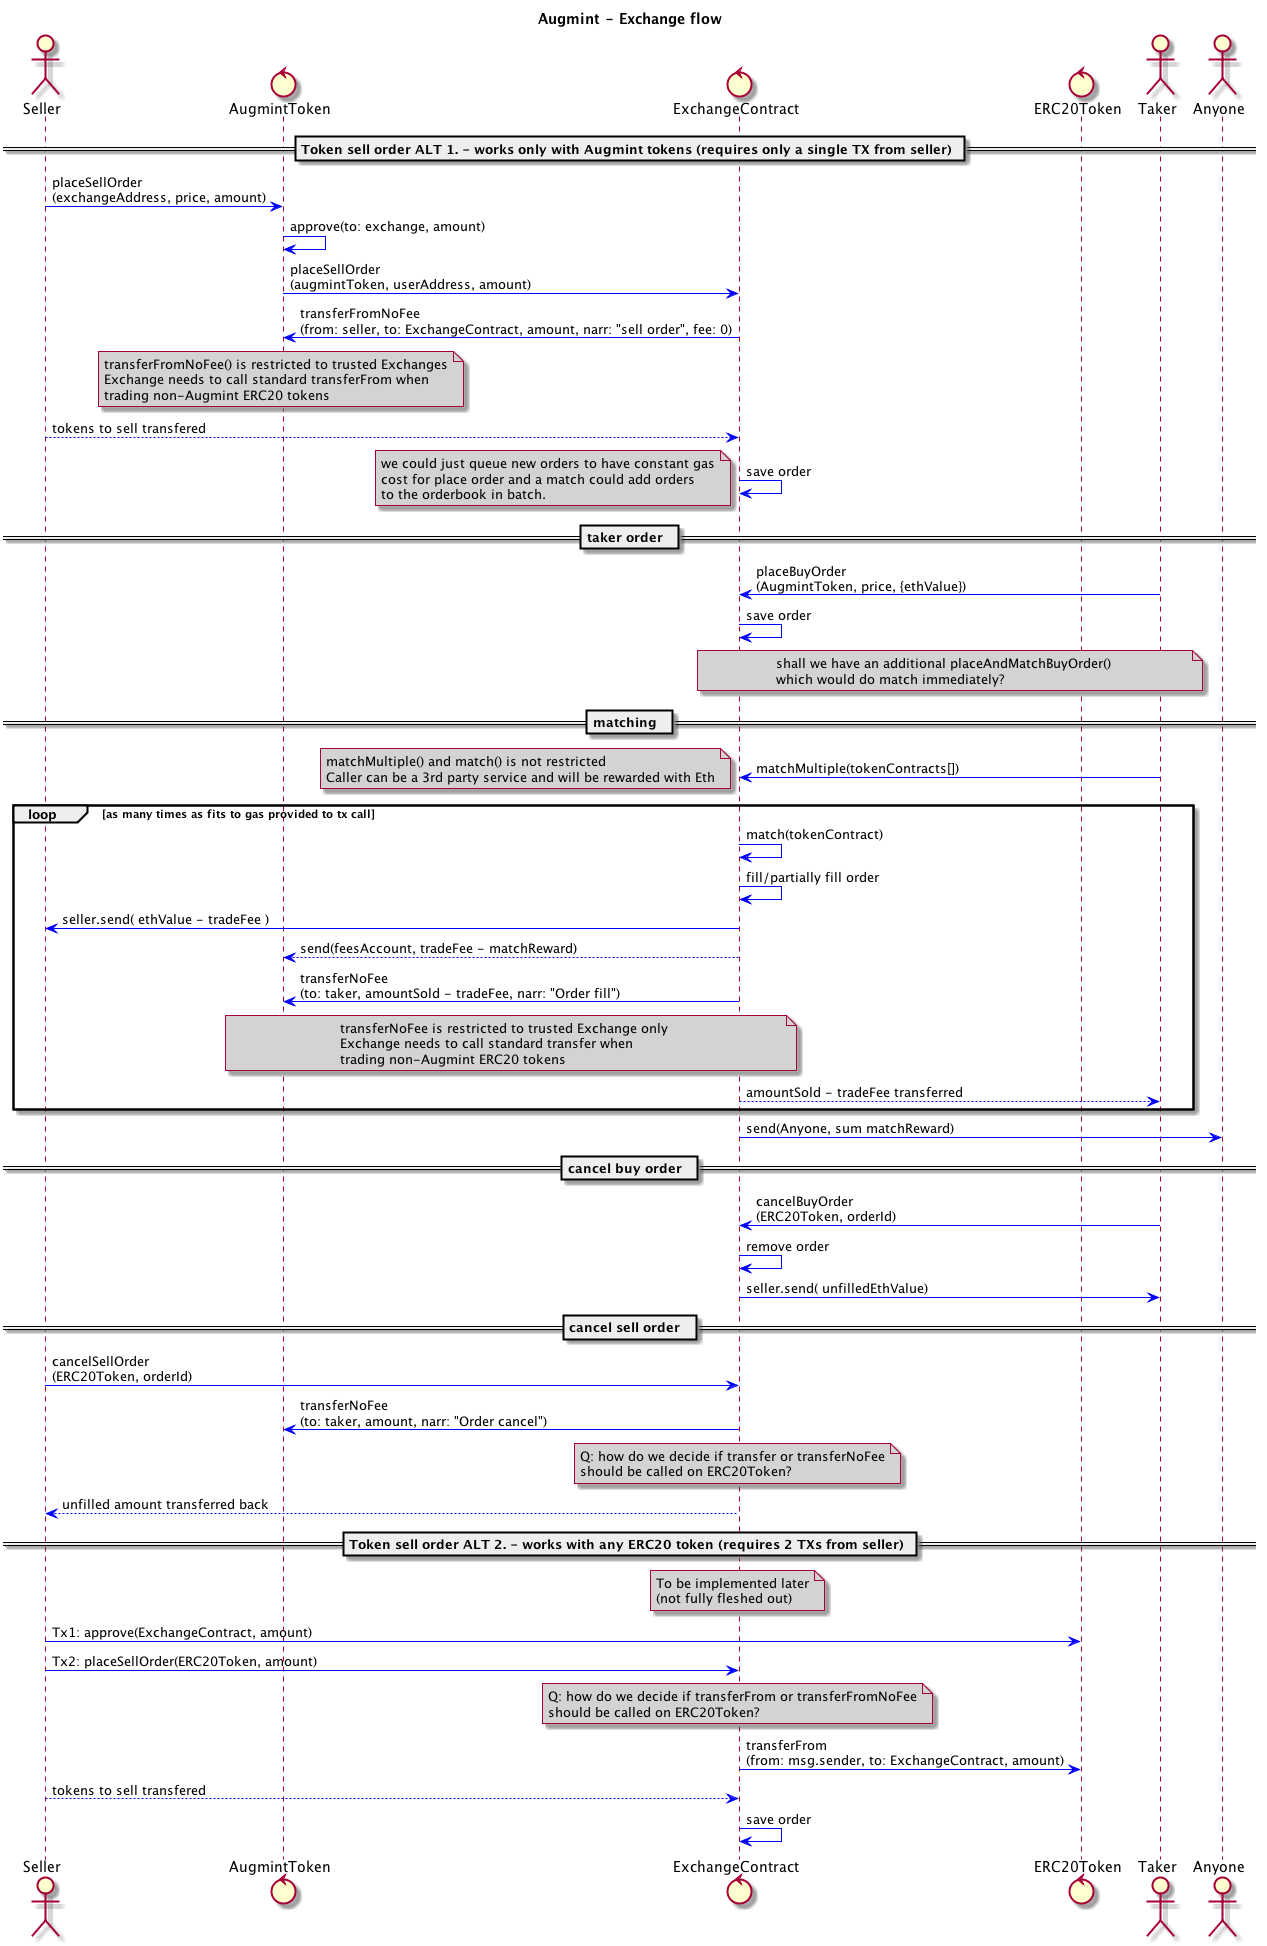 Augmint - Exchange flow
Seller
AugmintToken
ExchangeContract
ERC20Token
Taker
Anyone
Token sell order ALT 1. - works only with Augmint tokens (requires only a single TX from seller)
placeSellOrder
(exchangeAddress, price, amount)
approve(to: exchange, amount)
placeSellOrder
(augmintToken, userAddress, amount)
transferFromNoFee
(from: seller, to: ExchangeContract, amount, narr: "sell order", fee: 0)
transferFromNoFee() is restricted to trusted Exchanges
Exchange needs to call standard transferFrom when
trading non-Augmint ERC20 tokens
tokens to sell transfered
we could just queue new orders to have constant gas
cost for place order and a match could add orders
to the orderbook in batch.
save order
taker order
placeBuyOrder
(AugmintToken, price, {ethValue})
save order
shall we have an additional placeAndMatchBuyOrder()
which would do match immediately?
matching
matchMultiple() and match() is not restricted
Caller can be a 3rd party service and will be rewarded with Eth
matchMultiple(tokenContracts[])
loop
[as many times as fits to gas provided to tx call]
match(tokenContract)
fill/partially fill order
seller.send( ethValue - tradeFee )
send(feesAccount, tradeFee - matchReward)
transferNoFee
(to: taker, amountSold - tradeFee, narr: "Order fill")
transferNoFee is restricted to trusted Exchange only
Exchange needs to call standard transfer when
trading non-Augmint ERC20 tokens
amountSold - tradeFee transferred
send(Anyone, sum matchReward)
cancel buy order
cancelBuyOrder
(ERC20Token, orderId)
remove order
seller.send( unfilledEthValue)
cancel sell order
cancelSellOrder
(ERC20Token, orderId)
transferNoFee
(to: taker, amount, narr: "Order cancel")
Q: how do we decide if transfer or transferNoFee
should be called on ERC20Token?
unfilled amount transferred back
Token sell order ALT 2. - works with any ERC20 token (requires 2 TXs from seller)
To be implemented later
(not fully fleshed out)
Tx1: approve(ExchangeContract, amount)
Tx2: placeSellOrder(ERC20Token, amount)
Q: how do we decide if transferFrom or transferFromNoFee
should be called on ERC20Token?
transferFrom
(from: msg.sender, to: ExchangeContract, amount)
tokens to sell transfered
save order
Seller
AugmintToken
ExchangeContract
ERC20Token
Taker
Anyone